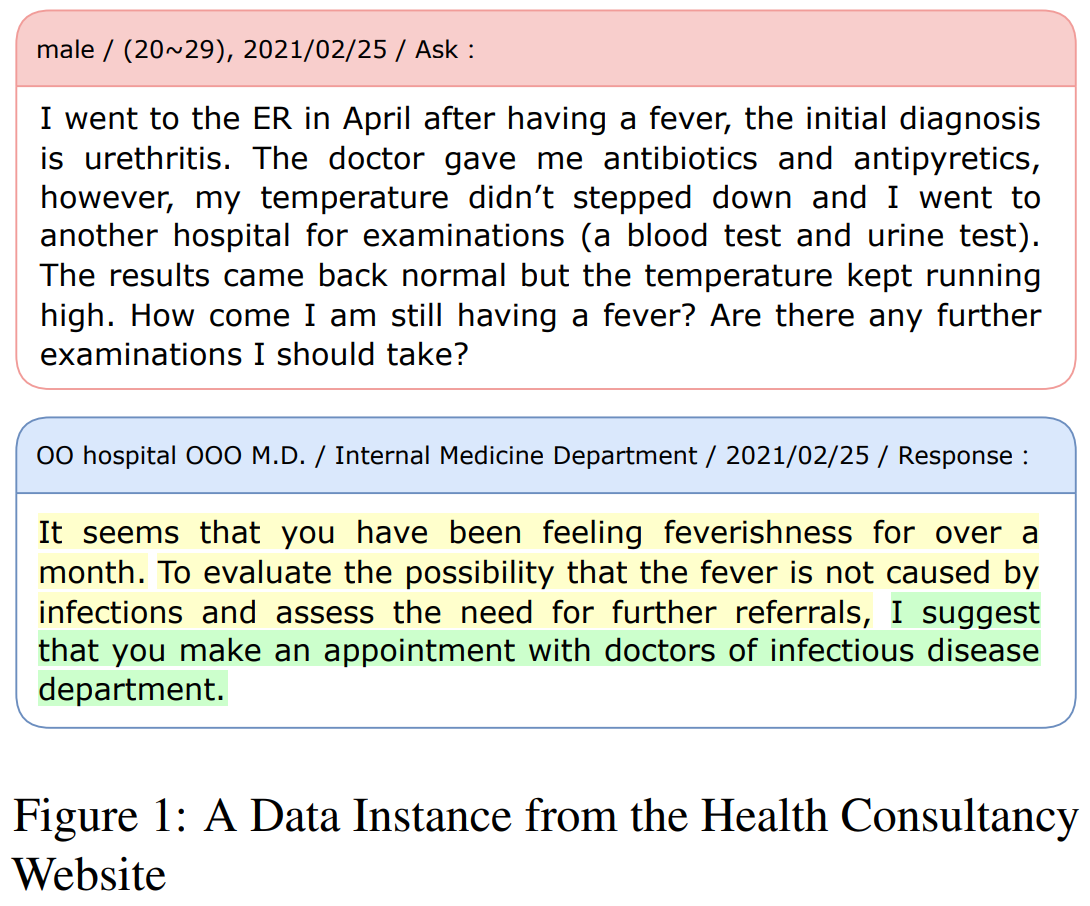 male / (20~29), 2021/02/25 / Ask :
I went to the ER in April after having a fever, the initial diagnosis
is urethritis. The doctor gave me antibiotics and antipyretics,
however, my temperature didn’t stepped down and I went to
another hospital for examinations (a blood test and urine test).
The results came back normal but the temperature kept running
high. How come I am still having a fever? Are there any further
examinations I should take?
OO hospital OOO M.D. / Internal Medicine Department / 2021/02/25 / Response :
It seems that you have been feeling feverishness for over a
month. To evaluate the possibility that the fever is not caused by
infections and assess the need for further referrals, I suggest
that you make an appointment with doctors of infectious disease
department.
Figure 1: A Data Instance from the Health Consultancy
Website